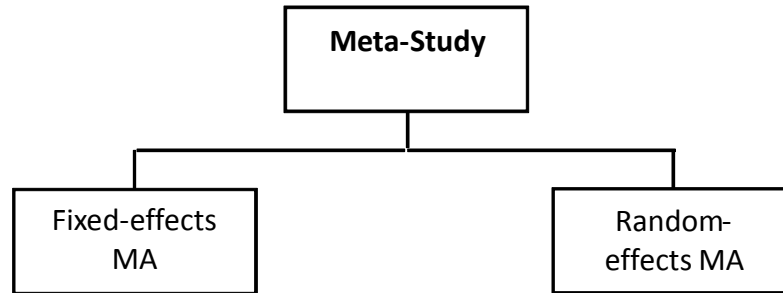 Meta-Study
Fixed-effects
MA
Random-
effects MA